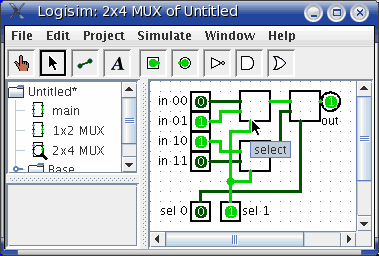 Logisim: 2x4 MUX of Untitled
File Edit Project Simulate Window Help
A
Untitled*
main
1x2 MUX
2x4 MUX
Base
in 00 0
in 01 1
in 10 1
in 11 0
1
out
select
sel 0 0
1 sel 1